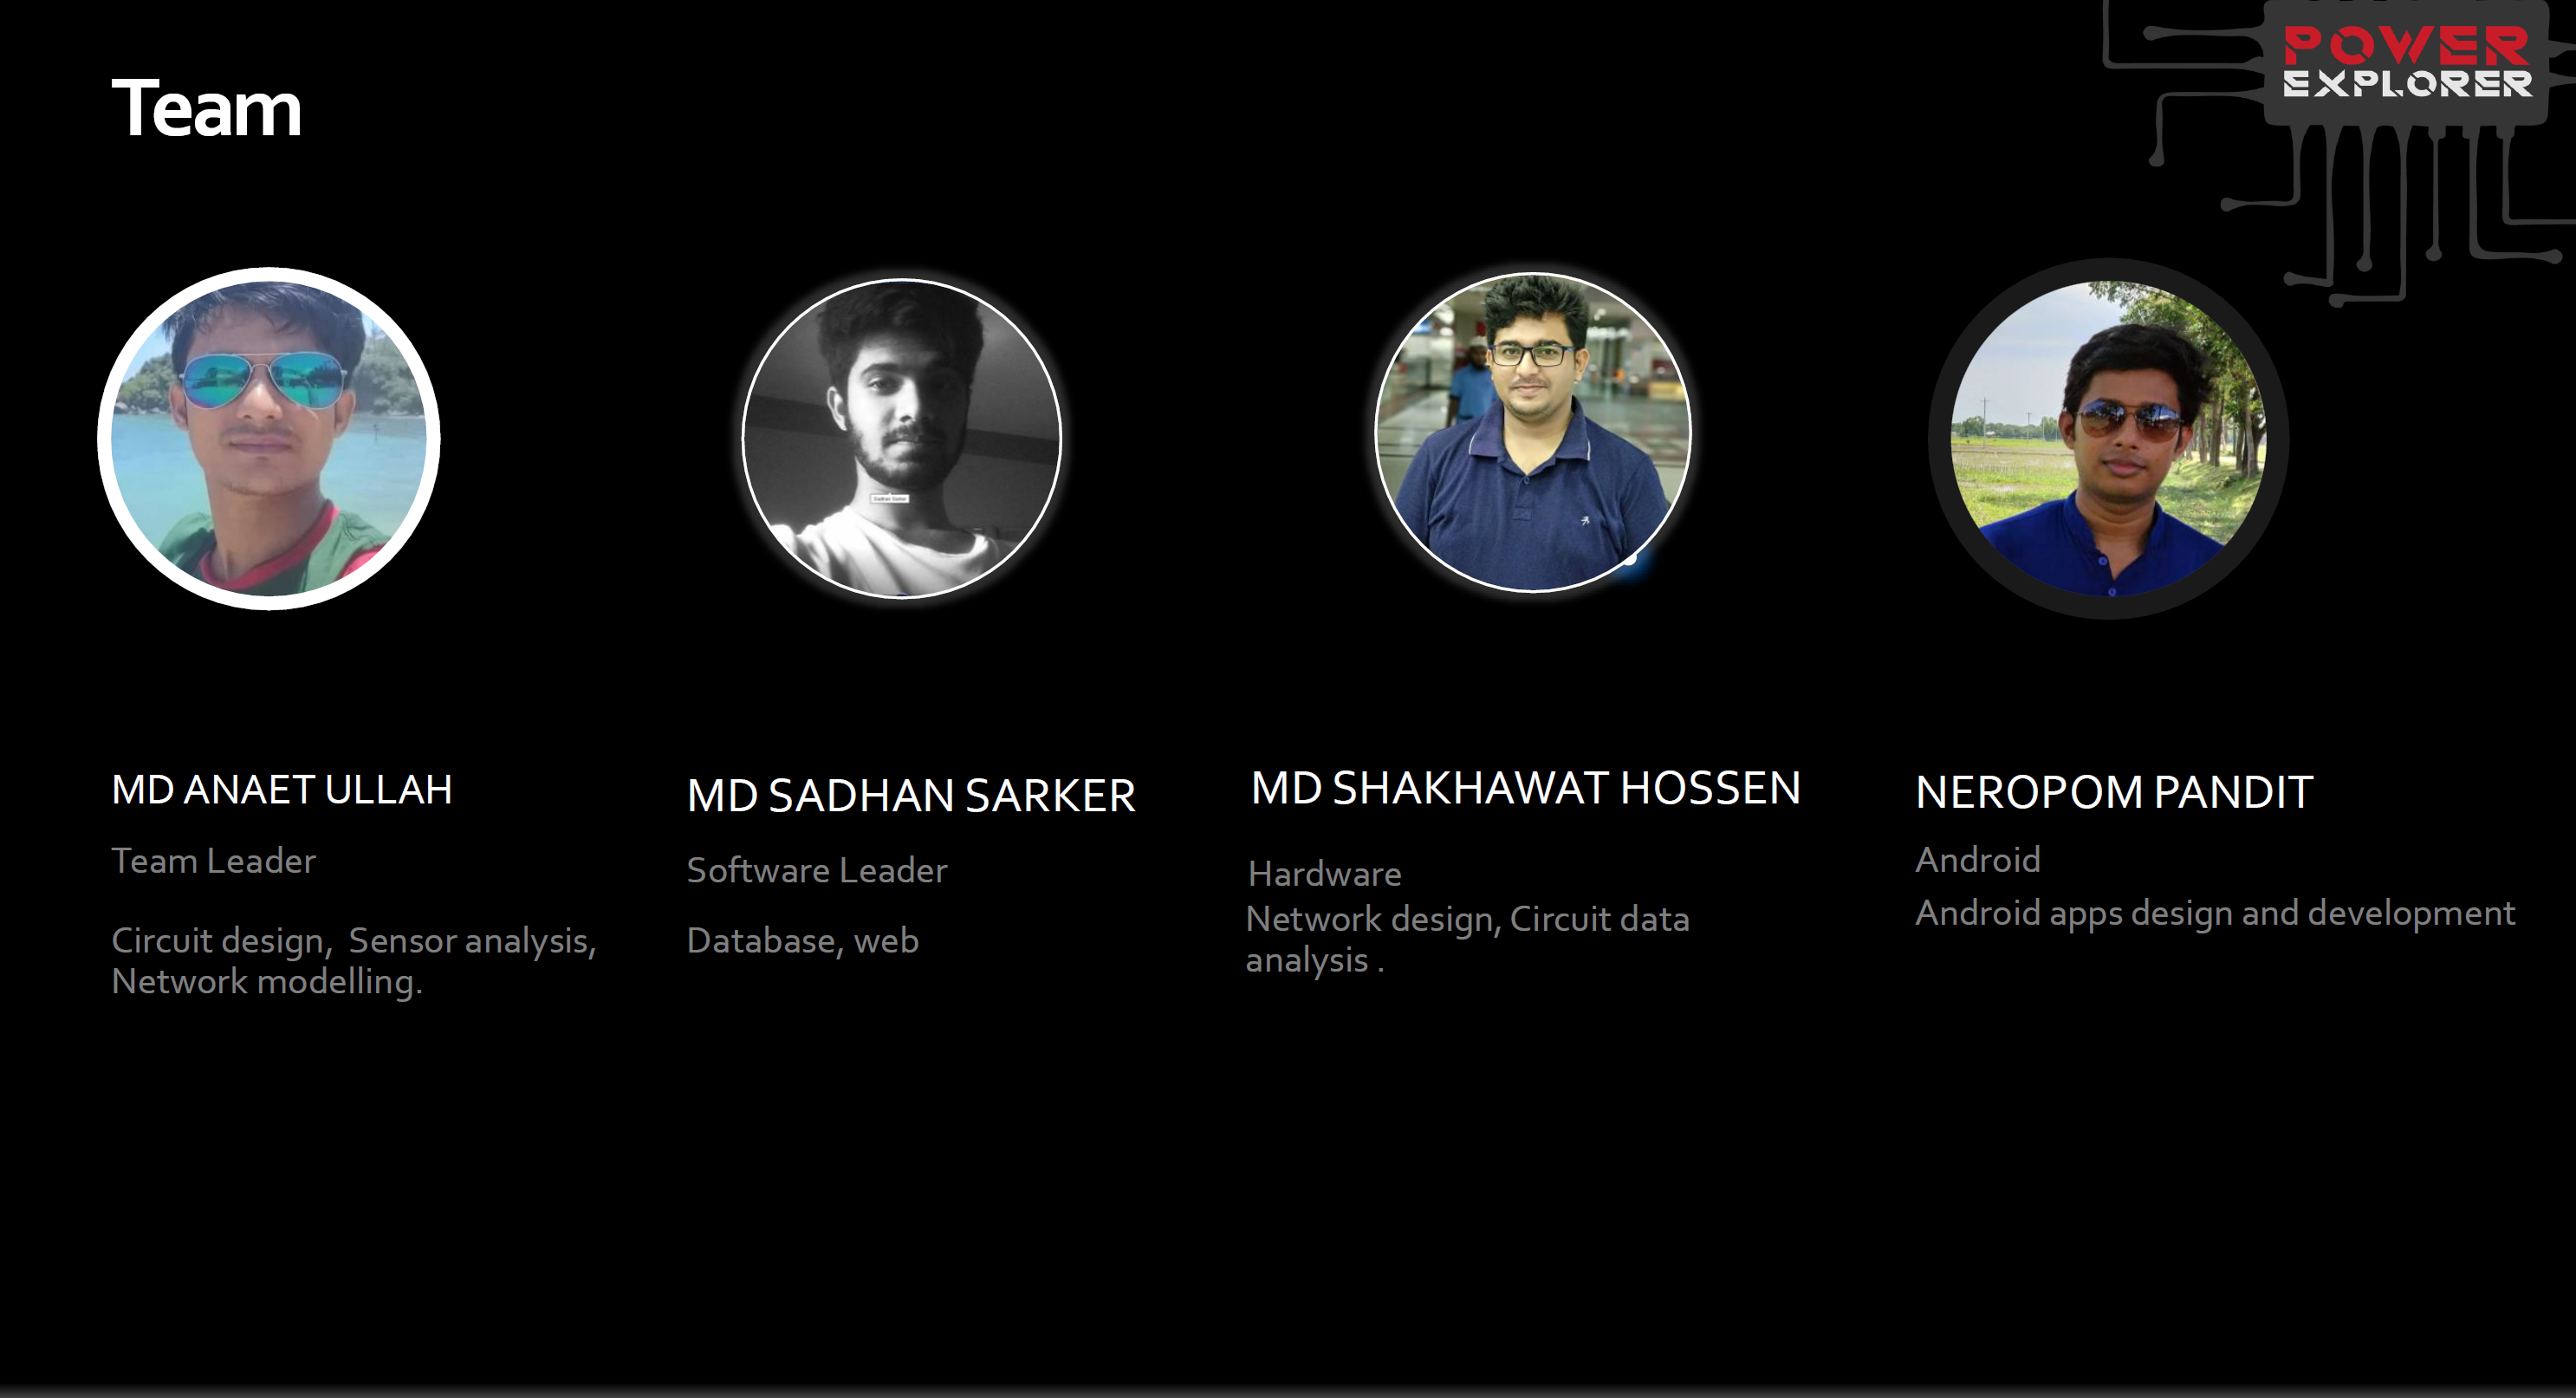 POWER
EXPLORER
Team
MD ANAET ULLAH
Team Leader
Circuit design,  Sensor analysis,
Network modelling.
MD SADHAN SARKER
Software Leader
Database, web
MD SHAKHAWAT HOSSEN
Hardware
Network design, Circuit data
analysis .
NEROPOM PANDIT
Android
Android apps design and development